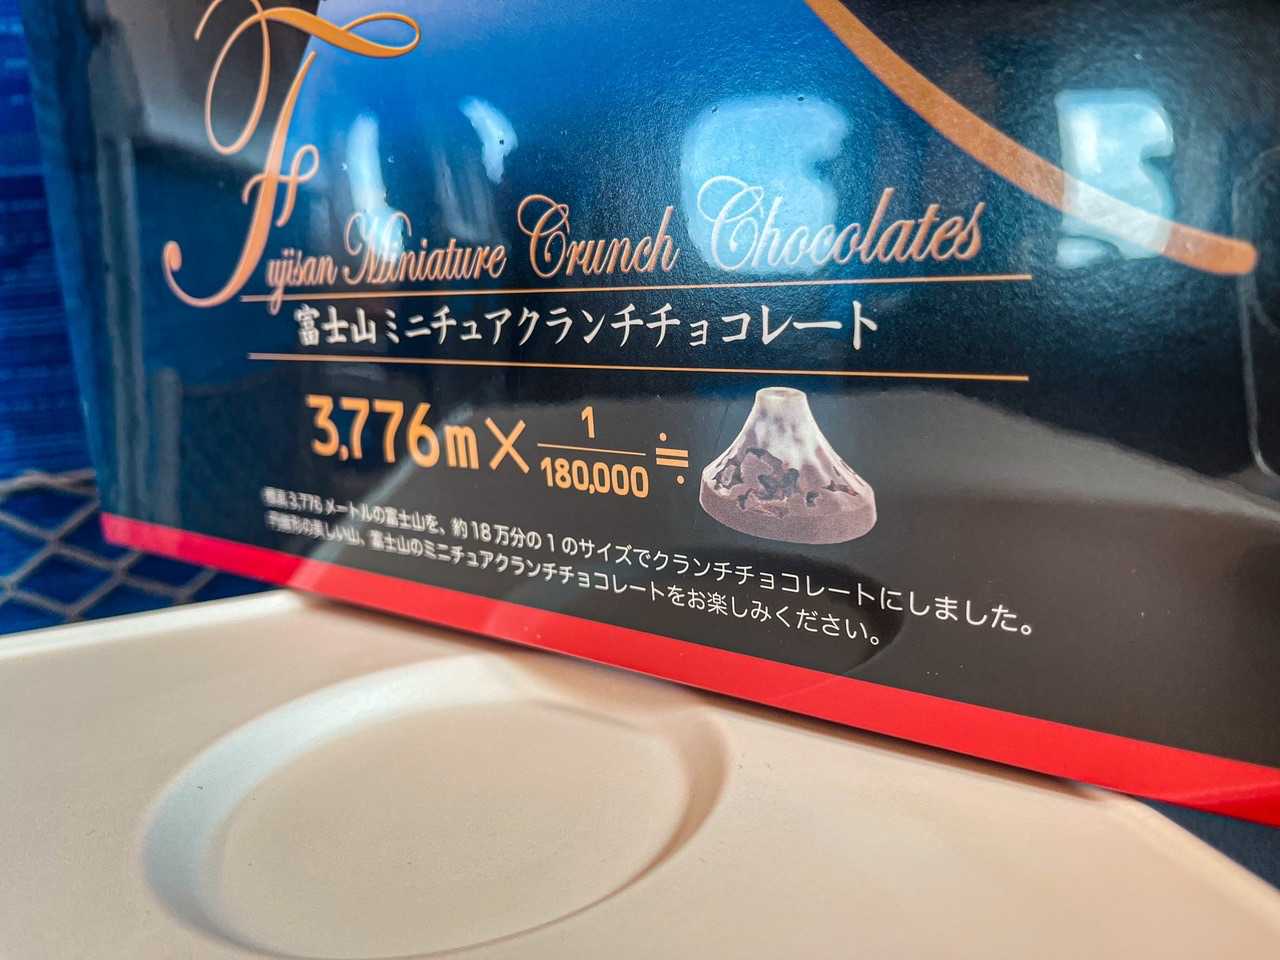 Fujisan Miniature Crunch Chocolates
富士山ミニチュアクランチチョコレート
3,776m×1/180,000≒
標高3,776メートルの富士山を、約18万分の1のサイズでクランチチョコレートにしました。
円錐形の美しい山、富士山のミニチュアクランチチョコレートをお楽しみください。